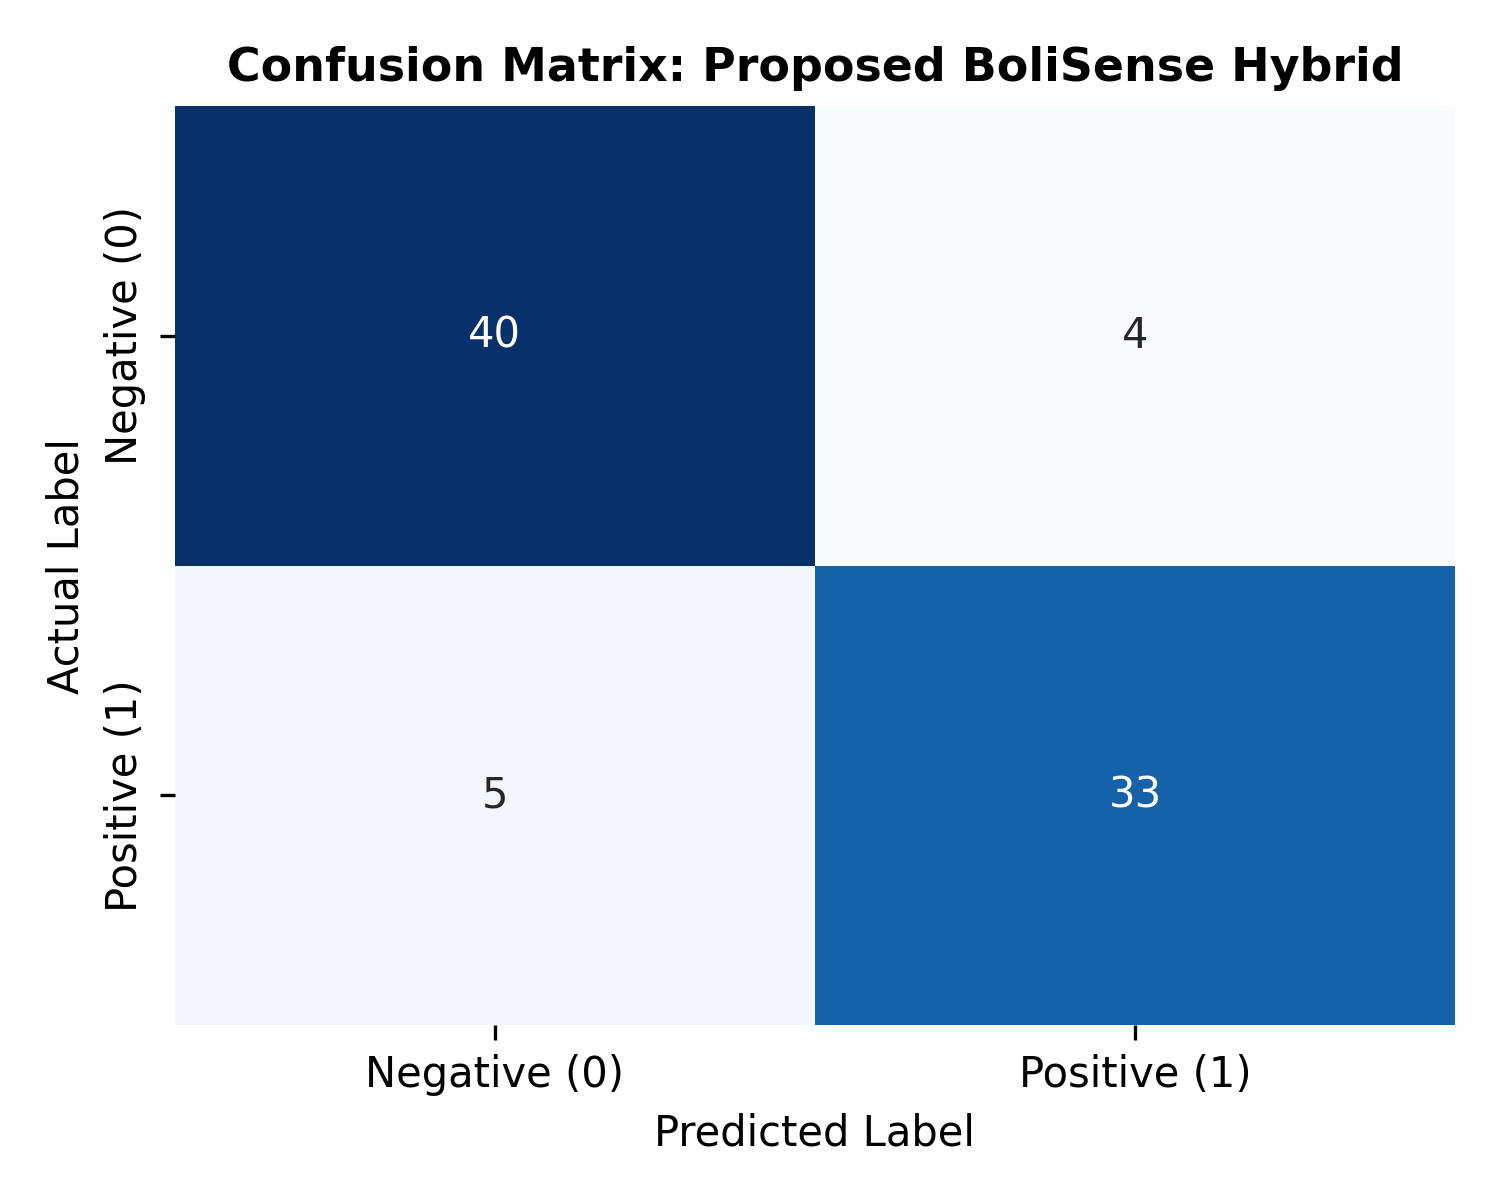 Confusion Matrix: Proposed BoliSense Hybrid
Actual Label
Negative (0)
40
4
Positive (1)
5
33
Negative (0)
Positive (1)
Predicted Label